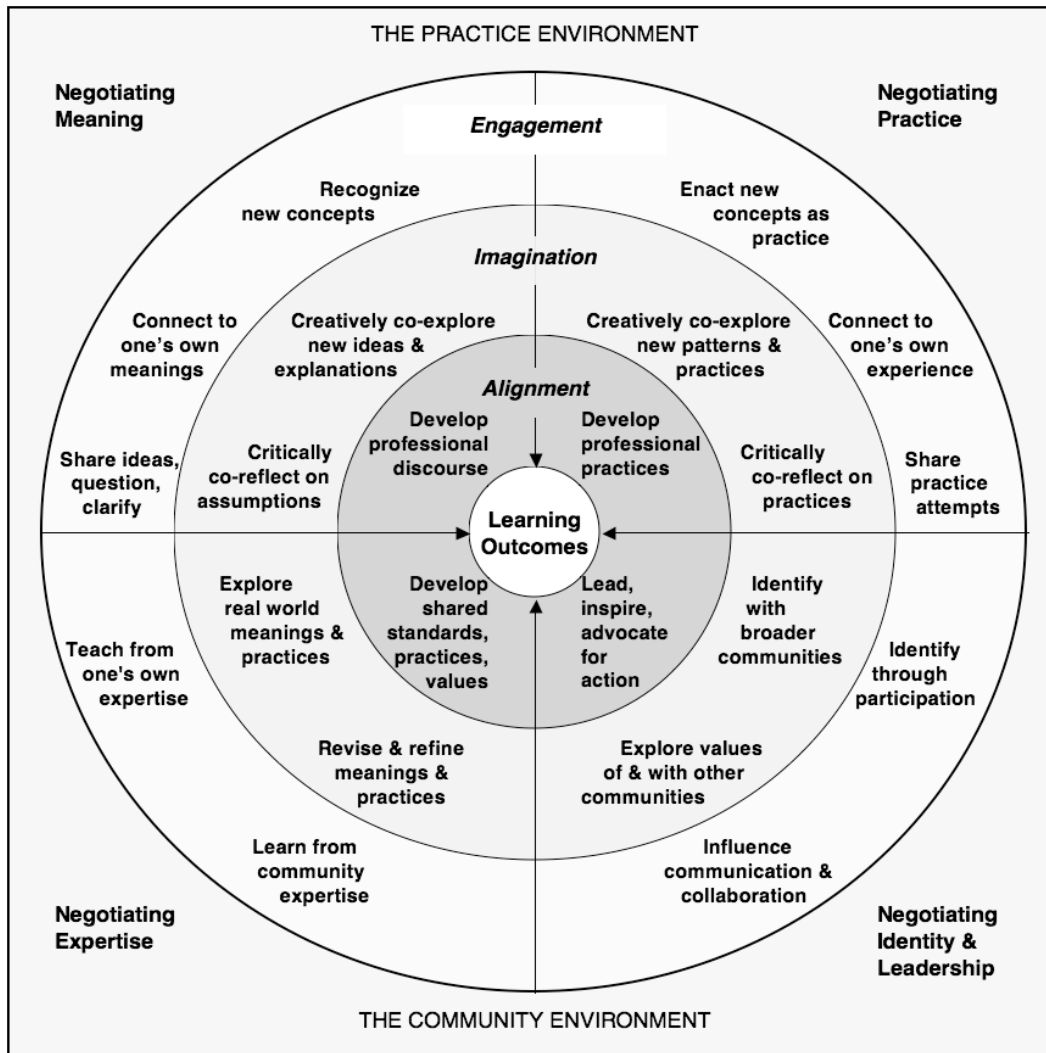 THE PRACTICE ENVIRONMENT
Negotiating
Meaning
Negotiating
Practice
Engagement
Recognize
new concepts
Enact new
concepts as
practice
Imagination
Connect to
one’s own
meanings
Creatively co-explore
new ideas &
explanations
Creatively co-explore
new patterns &
practices
Connect to
one’s own
experience
Alignment
Share ideas,
question,
clarify
Critically
co-reflect on
assumptions
Develop
professional
discourse
Develop
professional
practices
Critically
co-reflect on
practices
Share
practice
attempts
Learning
Outcomes
Teach from
one's own
expertise
Explore
real world
meanings &
practices
Develop
shared
standards,
practices,
values
Lead,
inspire,
advocate
for
action
Identify
with
broader
communities
Identify
through
participation
Revise & refine
meanings &
practices
Explore values
of & with other
communities
Learn from
community
expertise
Influence
communication &
collaboration
Negotiating
Expertise
Negotiating
Identity &
Leadership
THE COMMUNITY ENVIRONMENT